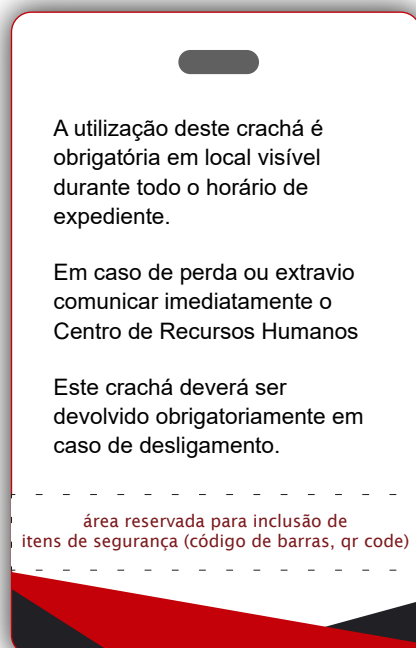 A utilização deste crachá é
obrigatória em local visível
durante todo o horário de
expediente.
Em caso de perda ou extravio
comunicar imediatamente o
Centro de Recursos Humanos
Este crachá deverá ser
devolvido obrigatoriamente em
caso de desligamento.
área reservada para inclusão de
itens de segurança (código de barras, qr code)